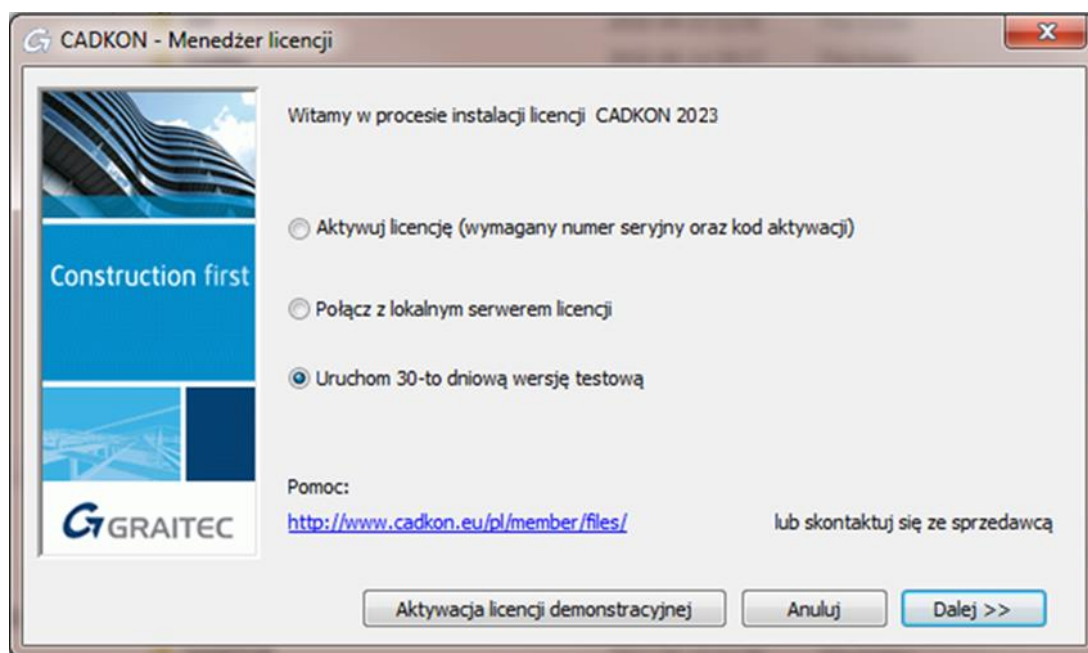 CADKON - Menedżer licencji
Witamy w procesie instalacji licencji CADKON 2023
Aktywuj licencję (wymagany numer seryjny oraz kod aktywacji)
Construction first
Połącz z lokalnym serwerem licencji
Uruchom 30-to dniową wersję testową
Pomoc:
http://www.cadkon.eu/pl/member/files/ lub skontaktuj się ze sprzedawcą
GRAITEC
Aktywacja licencji demonstracyjnej Anuluj Dalej >>